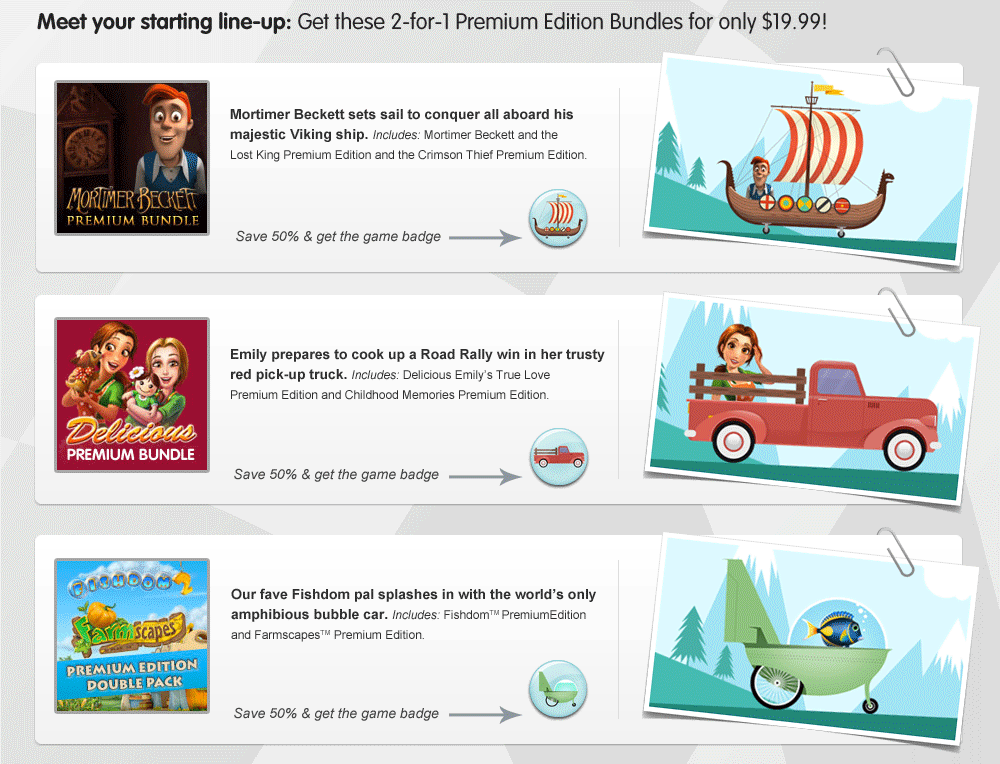 Meet your starting line-up: Get these 2-for-1 Premium Edition Bundles for only $19.99!
MORTIMER BECKETT
PREMIUM BUNDLE
Mortimer Beckett sets sail to conquer all aboard his
majestic Viking ship. Includes: Mortimer Beckett and the
Lost King Premium Edition and the Crimson Thief Premium Edition.
Save 50% & get the game badge
Delicious
PREMIUM BUNDLE
Emily prepares to cook up a Road Rally win in her trusty
red pick-up truck. Includes: Delicious Emily's True Love
Premium Edition and Childhood Memories Premium Edition.
Save 50% & get the game badge
FISHDOM
Farmscapes
PREMIUM EDITION
DOUBLE PACK
Our fave Fishdom pal splashes in with the world's only
amphibious bubble car. Includes: Fishdom™ PremiumEdition
and Farmscapes™ Premium Edition.
Save 50% & get the game badge